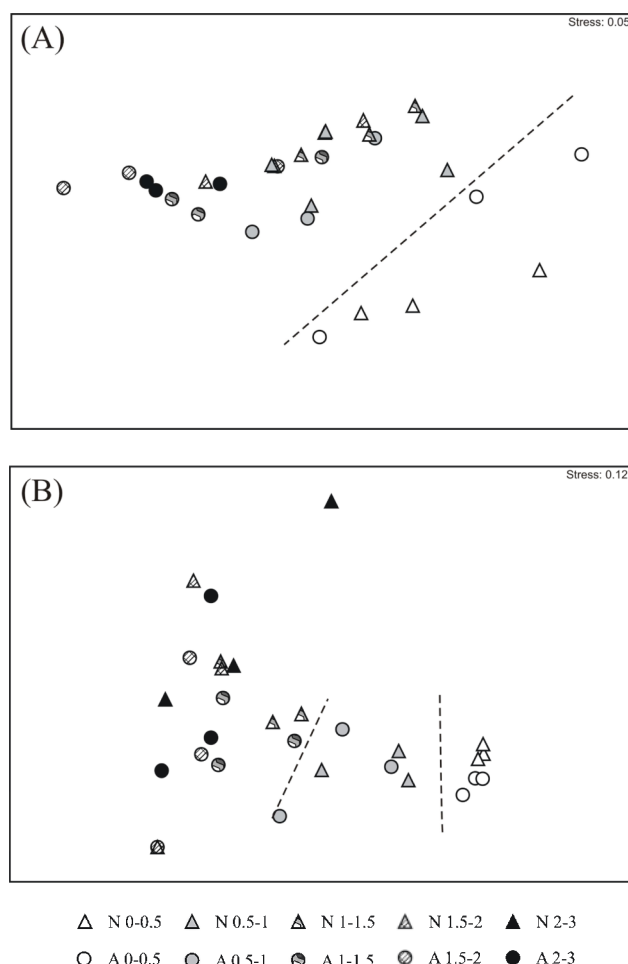 Stress: 0.05
(A)
Stress: 0.12
(B)
N 0-0.5 N 0.5-1 N 1-1.5 N 1.5-2 N 2-3
A 0-0.5 A 0.5-1 A 1-1.5 A 1.5-2 A 2-3